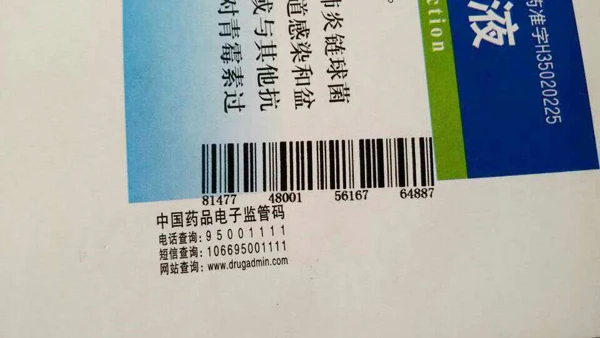 液
ction
药准字H35020225
肺炎链球菌
道感染和盆
或与其他抗
对青霉素过
81477 48001 56167 64887
中国药品电子监管码
电话查询: 95001111
短信查询: 106695001111
网站查询: www.drugadmin.com